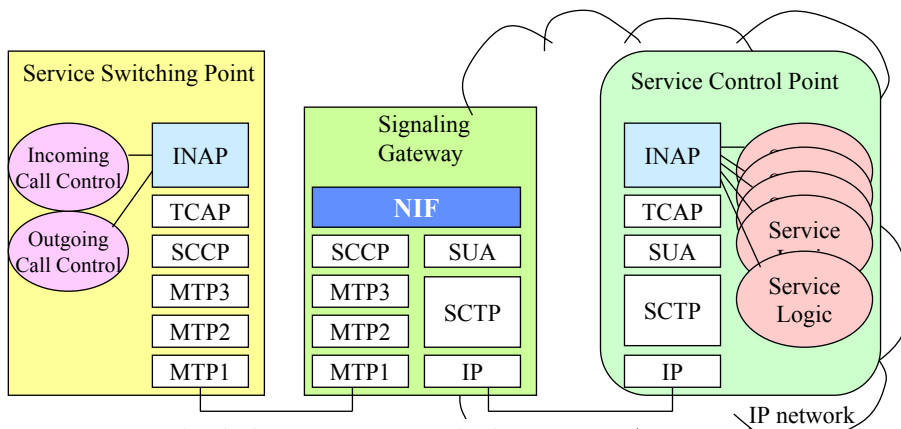 Service Switching Point
Incoming
Call Control
Outgoing
Call Control
INAP
TCAP
SCCP
MTP3
MTP2
MTP1
Signaling
Gateway
NIF
SCCP
MTP3
MTP2
MTP1
SUA
SCTP
IP
Service Control Point
INAP
TCAP
SUA
SCTP
IP
Service
Service
Logic
IP network